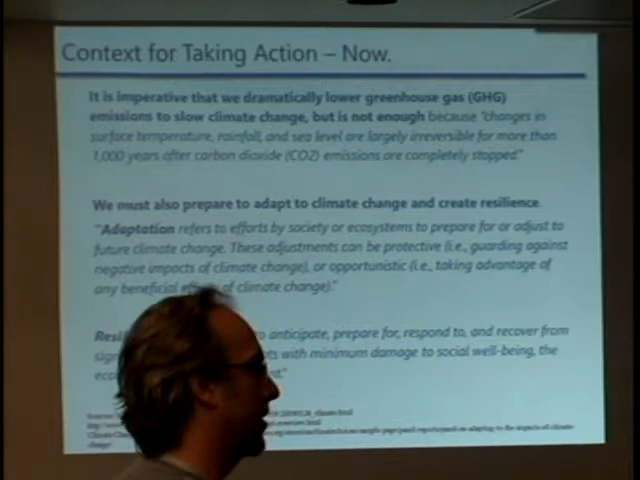 Context for Taking Action – Now.
It is imperative that we dramatically lower greenhouse gas (GHG)
emissions to slow climate change, but is not enough because "changes in
surface temperature, rainfall, and sea level are largely irreversible for more than
1,000 years after carbon dioxide (CO2) emissions are completely stopped."
We must also prepare to adapt to climate change and create resilience.
"Adaptation refers to efforts by society or ecosystems to prepare for or adjust to
future climate change. These adjustments can be protective (i.e., guarding against
negative impacts of climate change), or opportunistic (i.e., taking advantage of
any beneficial effects of climate change)."
to anticipate, prepare for, respond to, and recover from
with minimum damage to social well-being, the